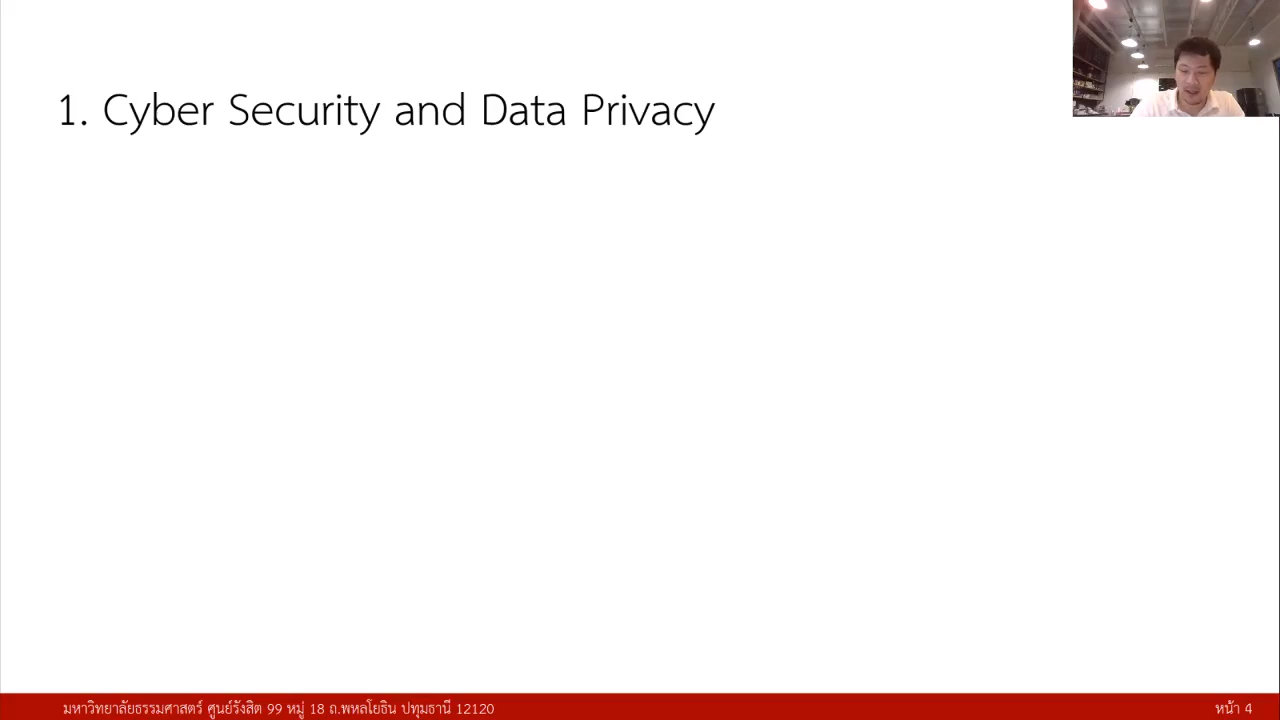 1. Cyber Security and Data Privacy
มหาวิทยาลัยธรรมศาสตร์ ศูนย์รังสิต 99 หมู่ 18 ถ.พหลโยธิน ปทุมธานี 12120
หน้า 4